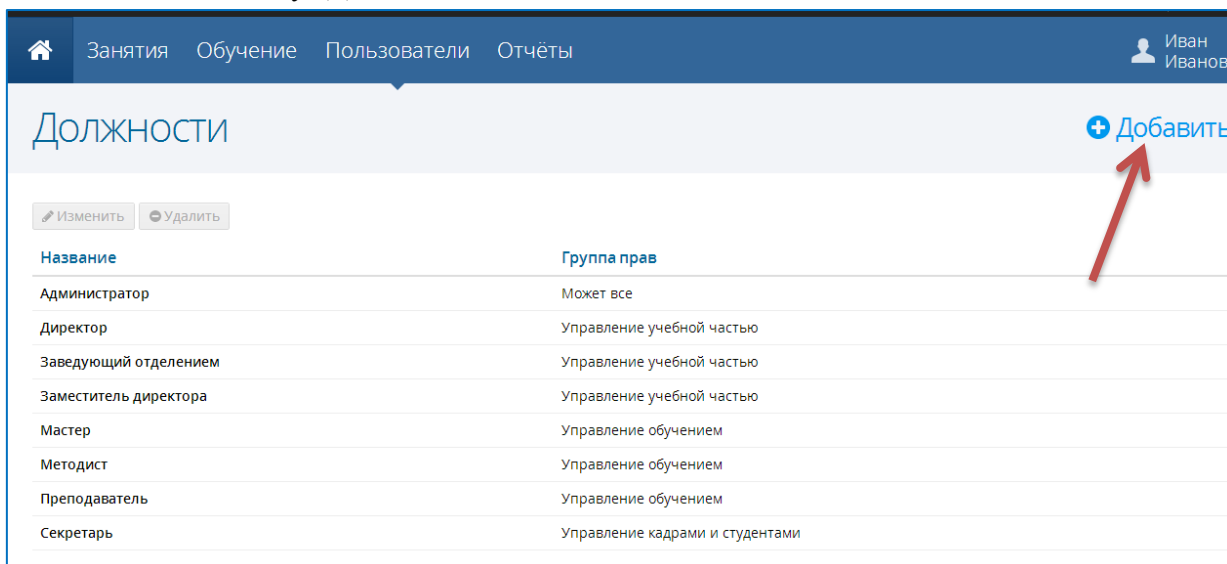 Занятия Обучение Пользователи Отчёты Иван
Иванов
Должности Добавить
Изменить Удалить
Название Группа прав
Администратор Может все
Директор Управление учебной частью
Заведующий отделением Управление учебной частью
Заместитель директора Управление учебной частью
Мастер Управление обучением
Методист Управление обучением
Преподаватель Управление обучением
Секретарь Управление кадрами и студентами